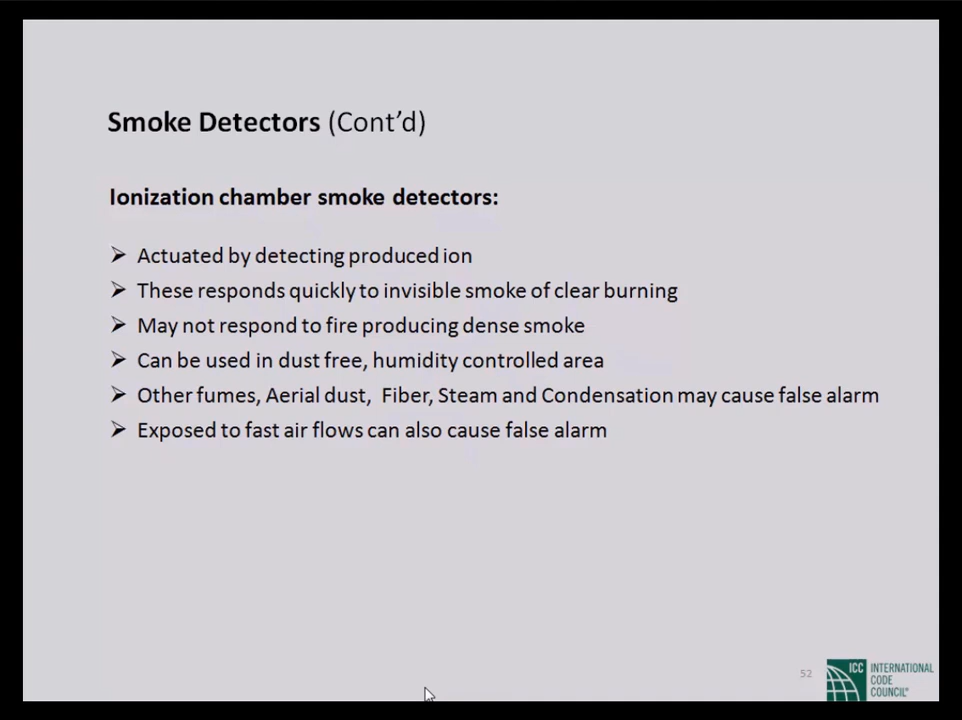 Smoke Detectors (Cont’d)
Ionization chamber smoke detectors:
➢ Actuated by detecting produced ion
➢ These responds quickly to invisible smoke of clear burning
➢ May not respond to fire producing dense smoke
➢ Can be used in dust free, humidity controlled area
➢ Other fumes, Aerial dust,  Fiber, Steam and Condensation may cause false alarm
➢ Exposed to fast air flows can also cause false alarm
52
ICC
INTERNATIONAL
CODE
COUNCIL®